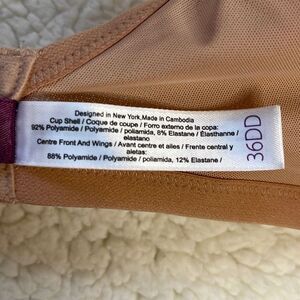 Designed in New York,Made in Cambodia
Cup Shell / Coque de coupe / Forro externo de la copa:
92% Polyamide / Polyamide / poliamida, 8% Elastane / Élasthanne /
elastano
Centre Front And Wings / Avant centre et ailes / Frente central y
aletas:
88% Polyamide / Polyamide / poliamida, 12% Elastane /
36DD